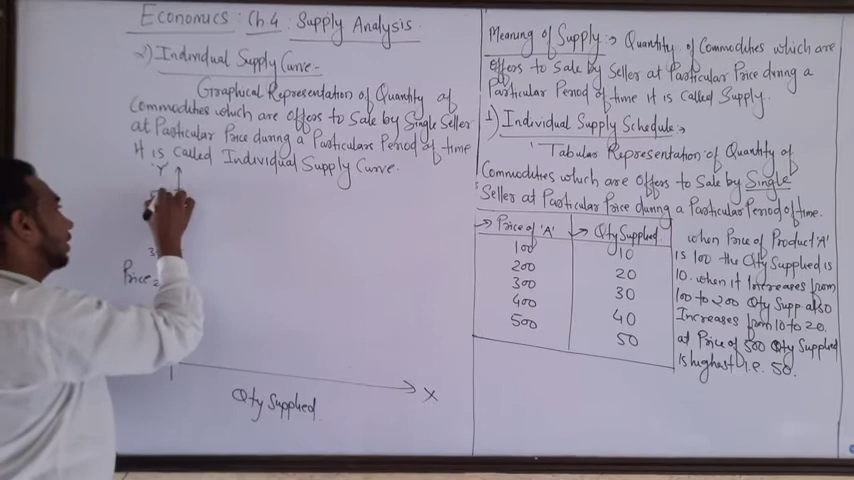 Economics: Ch 4: Supply Analysis.
2) Individual Supply Curve-
Graphical Representation of Quantity of
Commodities which are offers to Sale by Single Seller
at Particular Price during a Particulars Period of time
It is called Individual Supply Curve.
Y
Price
Qty Supplied
X
Meaning of Supply:> Quantity of Commodities which are
offers to Sale by Seller at Particular Price during a
Particular Period of time it is called Supply.
1) Individual Supply Schedule:>
Tabular Representation of Quantity of
Commodities which are offers to Sale by Single
Seller at Particular Price during a Particular Period of time.
→ Price of 'A' → Qty Supplied
100 10
200 20
300 30
400 40
500 50
when Price of Product 'A'
is 100 the Qty Supplied is
10. when it Increases from
100 to 200 Qty Supp also
Increases from 10 to 20.
at Price of 500 Qty Supplied
is highest i.e. 50.